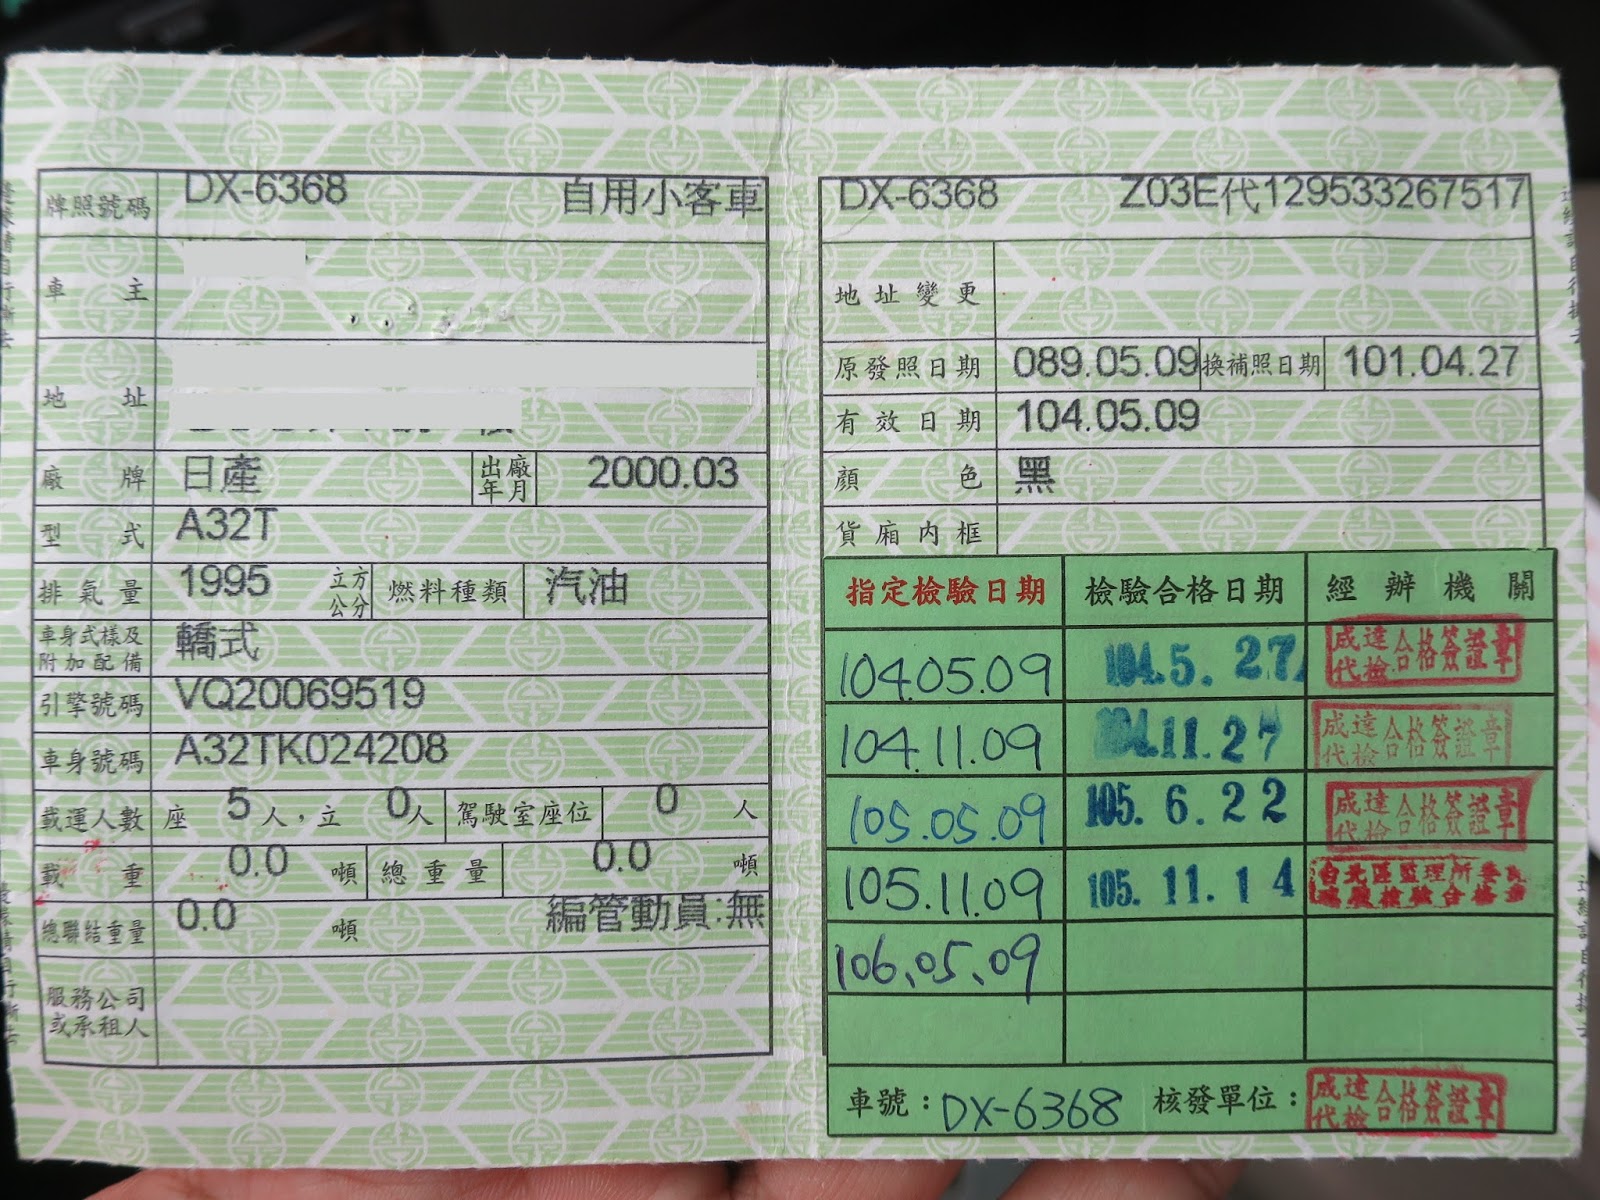 牌照號碼 DX-6368 自用小客車
車主
地址
廠牌 日產 出廠年月 2000.03
型式 A32T
排氣量 1995 立方公分 燃料種類 汽油
車身式樣及附加配備 轎式
引擎號碼 VQ20069519
車身號碼 A32TK024208
載運人數 座 5 人，立 0人 駕駛室座位 0 人
載重 0.0 噸 總重量 0.0 噸
總聯結重量 0.0 噸 編管動員:無
服務公司或承租人
DX-6368 Z03E代129533267517
地址變更
原發照日期 089.05.09 換補照日期 101.04.27
有效日期 104.05.09
顏色 黑
貨廂內框
指定檢驗日期 檢驗合格日期 經辦機關
104.05.09 104.5.27 成達代檢合格簽證章
104.11.09 104.11.27 成達代檢合格簽證章
105.05.09 105.6.22 成達代檢合格簽證章
105.11.09 105.11.14
106.05.09
車號：DX-6368 核發單位：成達代檢合格簽證章